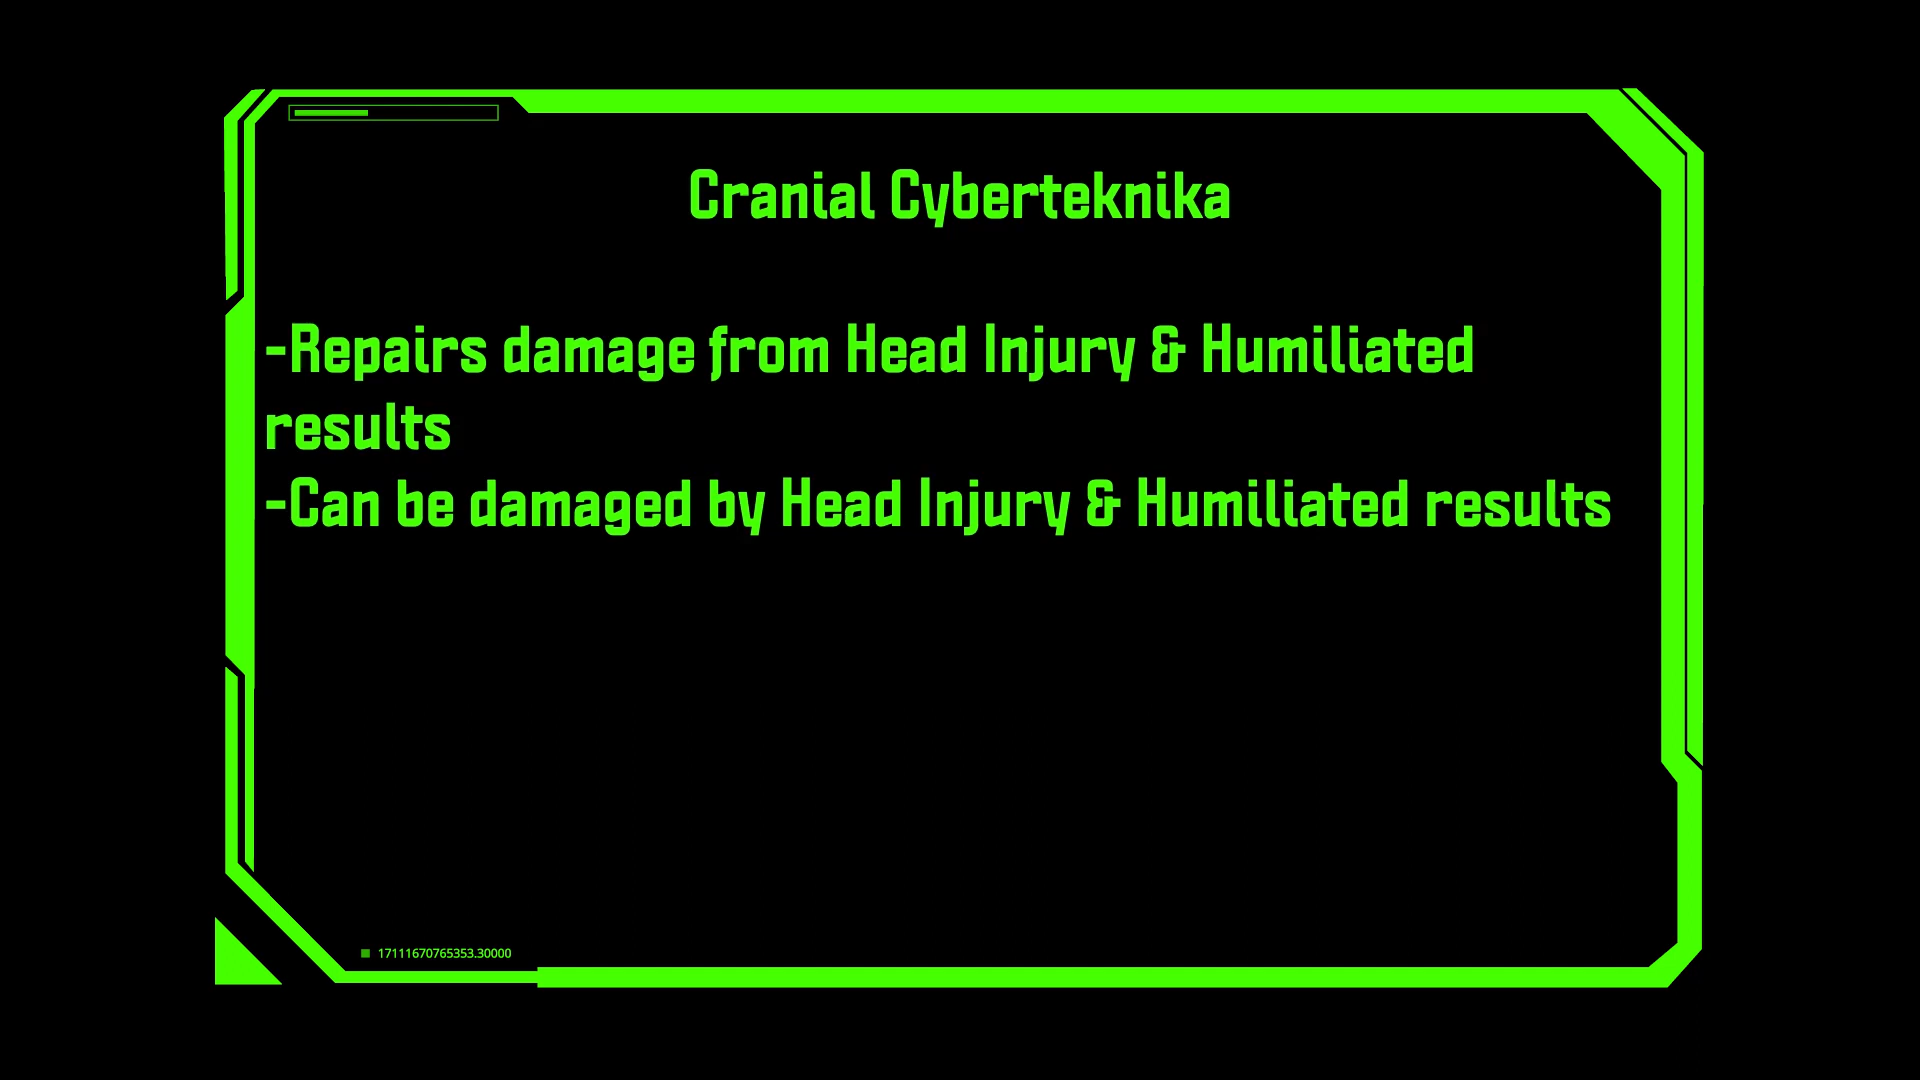 Cranial Cyberteknika
-Repairs damage from Head Injury & Humiliated
results
-Can be damaged by Head Injury & Humiliated results
17111670765353.30000